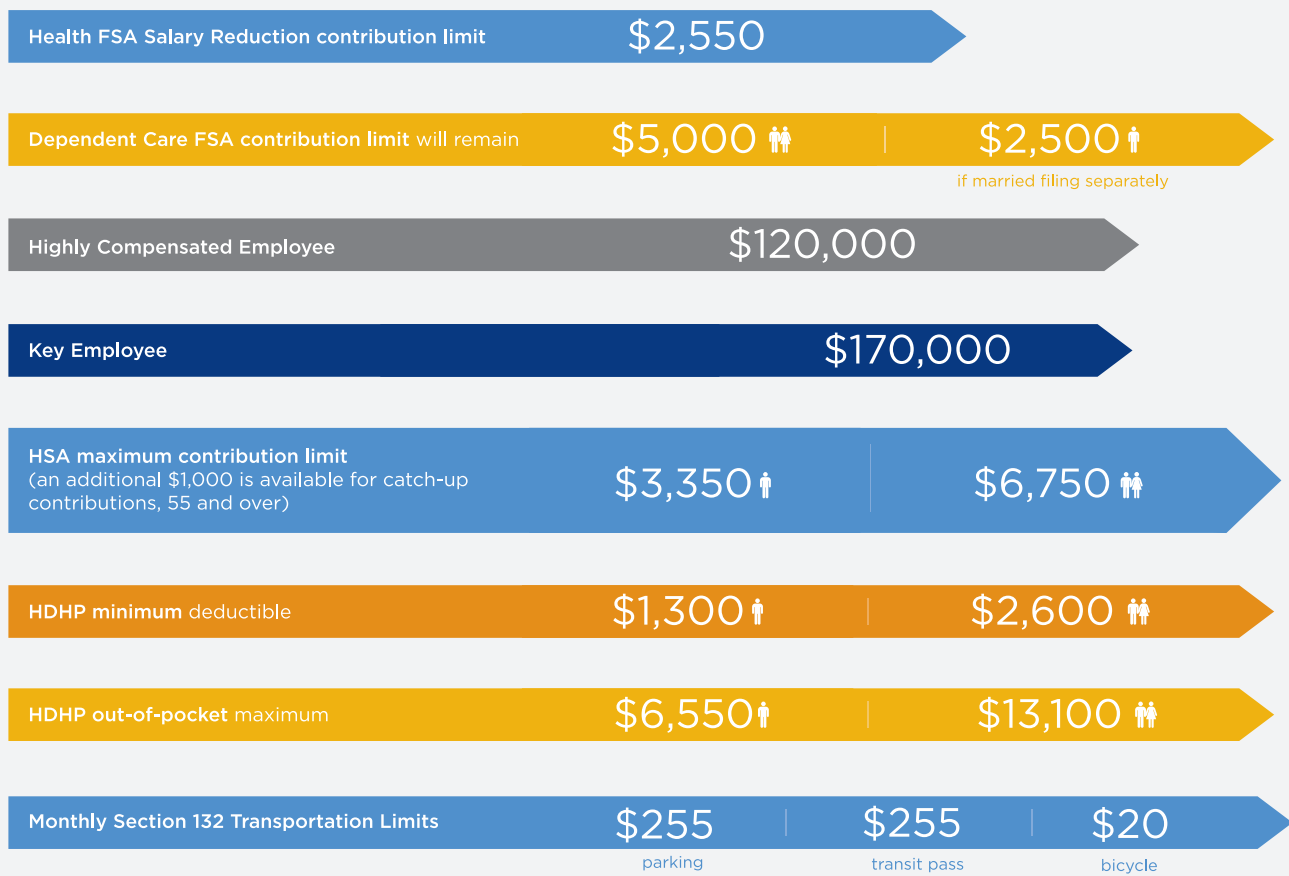 Health FSA Salary Reduction contribution limit $2,550
Dependent Care FSA contribution limit will remain $5,000 $2,500
if married filing separately
Highly Compensated Employee $120,000
Key Employee $170,000
HSA maximum contribution limit
(an additional $1,000 is available for catch-up
contributions, 55 and over)
$3,350 $6,750
HDHP minimum deductible $1,300 $2,600
HDHP out-of-pocket maximum $6,550 $13,100
Monthly Section 132 Transportation Limits $255 $255 $20
parking transit pass bicycle